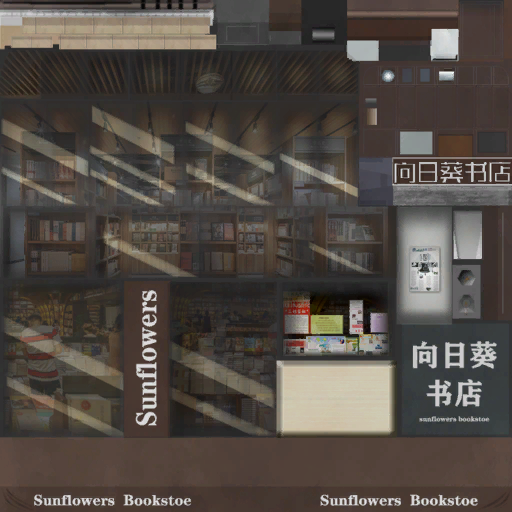 向日葵书店
Sunflowers
向日葵
书店
sunflowers bookstoe
Sunflowers Bookstoe
Sunflowers Bookstoe